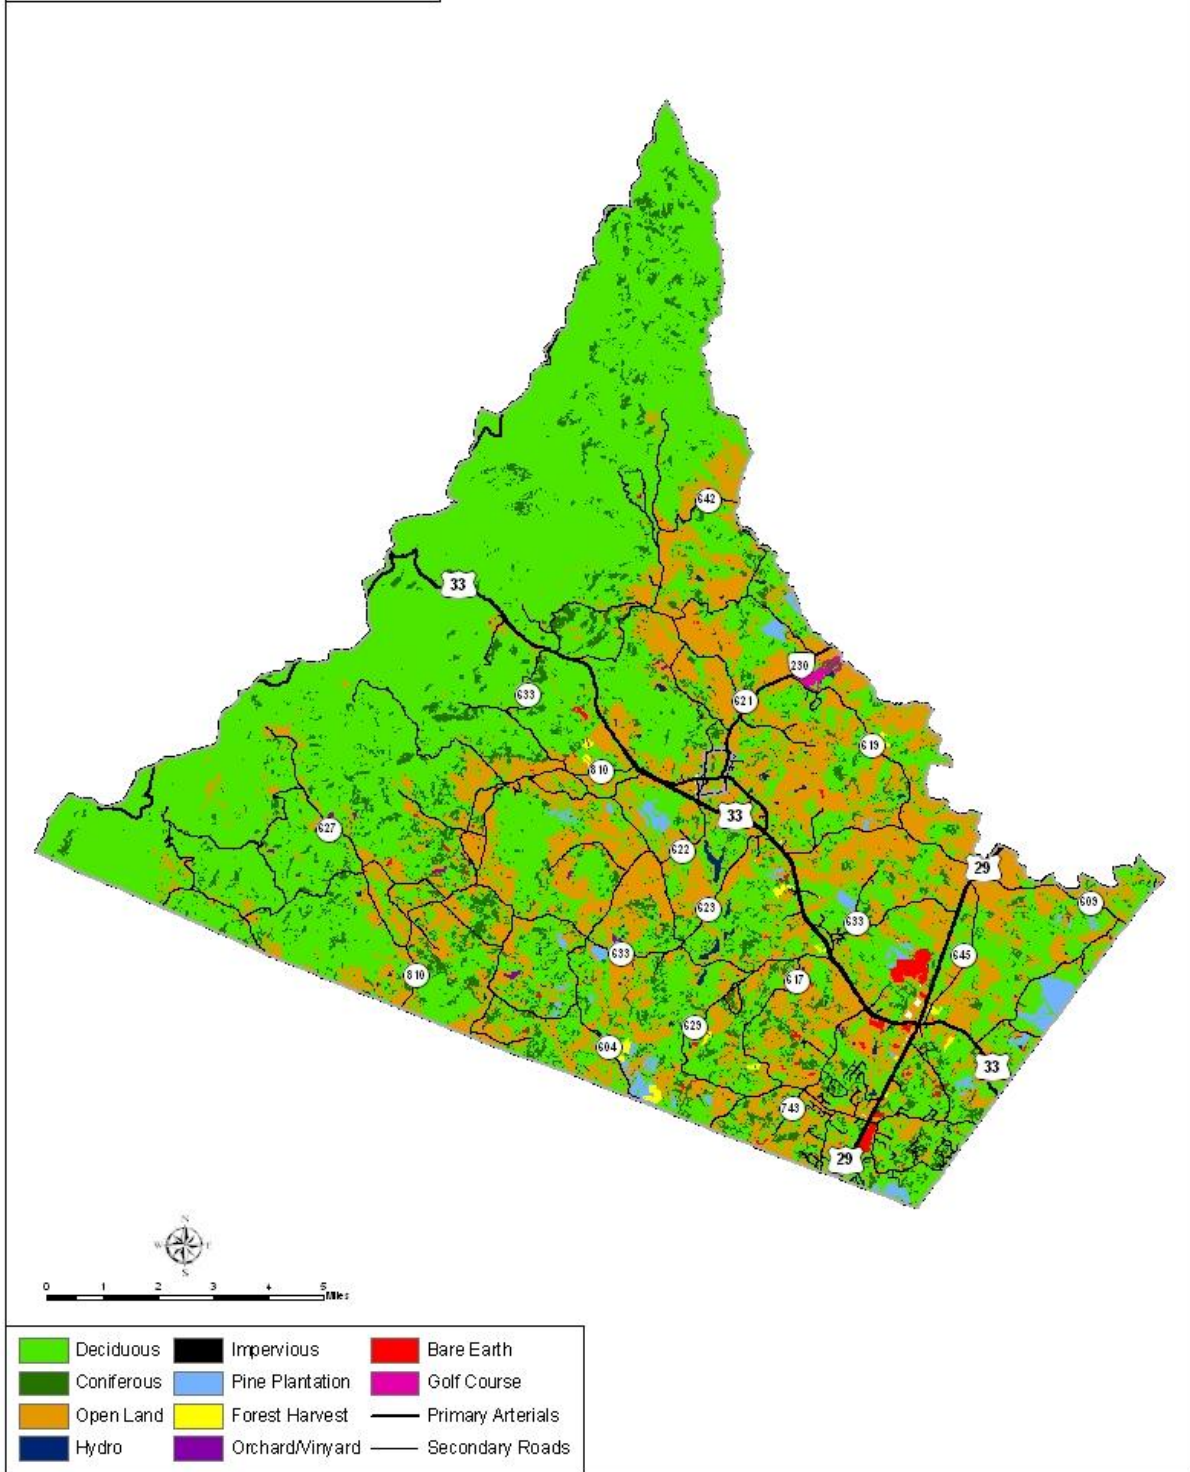 642
33
633
230
621
619
810
33
627
622
29
623
633
609
633
645
810
617
629
604
33
743
29
N
W E
S
0 1 2 3 4 5
Miles
Deciduous Impervious Bare Earth
Coniferous Pine Plantation Golf Course
Open Land Forest Harvest Primary Arterials
Hydro Orchard/Vinyard Secondary Roads